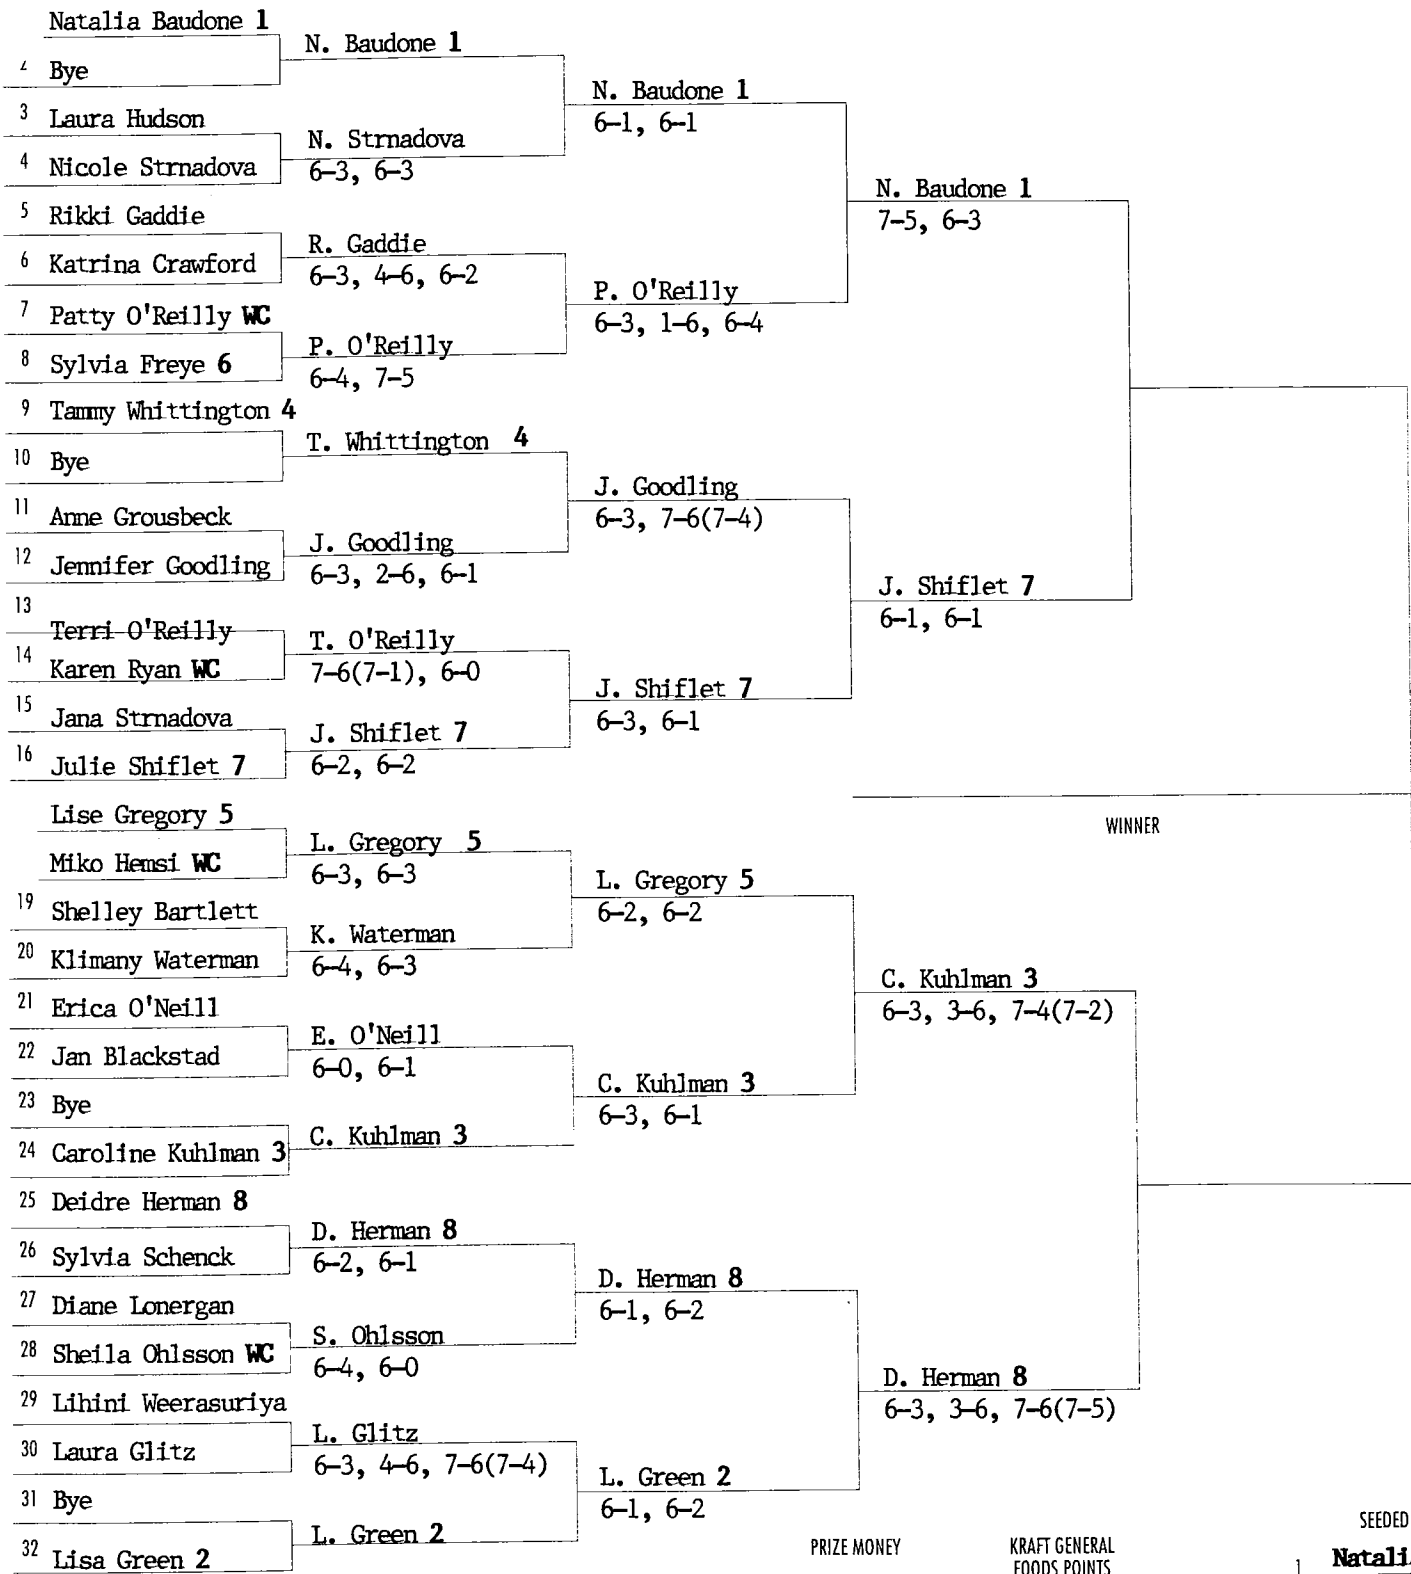 Natalia Baudone 1
2 Bye
3 Laura Hudson
4 Nicole Strnadova
5 Rikki Gaddie
6 Katrina Crawford
7 Patty O'Reilly WC
8 Sylvia Freye 6
9 Tammy Whittington 4
10 Bye
11 Anne Grousbeck
12 Jennifer Goodling
13 Terri O'Reilly
14 Karen Ryan WC
15 Jana Strnadova
16 Julie Shiflet 7
Lise Gregory 5
Miko Hemsi WC
19 Shelley Bartlett
20 Klimany Waterman
21 Erica O'Neill
22 Jan Blackstad
23 Bye
24 Caroline Kuhlman 3
25 Deidre Herman 8
26 Sylvia Schenck
27 Diane Lonergan
28 Sheila Ohlsson WC
29 Lihini Weerasuriya
30 Laura Glitz
31 Bye
32 Lisa Green 2
N. Baudone 1
N. Strnadova
6-3, 6-3
R. Gaddie
6-3, 4-6, 6-2
P. O'Reilly
6-4, 7-5
T. Whittington 4
J. Goodling
6-3, 2-6, 6-1
T. O'Reilly
7-6(7-1), 6-0
J. Shiflet 7
6-2, 6-2
L. Gregory 5
6-3, 6-3
K. Waterman
6-4, 6-3
E. O'Neill
6-0, 6-1
C. Kuhlman 3
D. Herman 8
6-2, 6-1
S. Ohlsson
6-4, 6-0
L. Glitz
6-3, 4-6, 7-6(7-4)
L. Green 2
N. Baudone 1
6-1, 6-1
P. O'Reilly
6-3, 1-6, 6-4
J. Goodling
6-3, 7-6(7-4)
J. Shiflet 7
6-3, 6-1
L. Gregory 5
6-2, 6-2
C. Kuhlman 3
6-3, 6-1
D. Herman 8
6-1, 6-2
L. Green 2
6-1, 6-2
N. Baudone 1
7-5, 6-3
J. Shiflet 7
6-1, 6-1
C. Kuhlman 3
6-3, 3-6, 7-4(7-2)
D. Herman 8
6-3, 3-6, 7-6(7-5)
WINNER
PRIZE MONEY
KRAFT GENERAL
FOODS POINTS
SEEDED
1 Natali